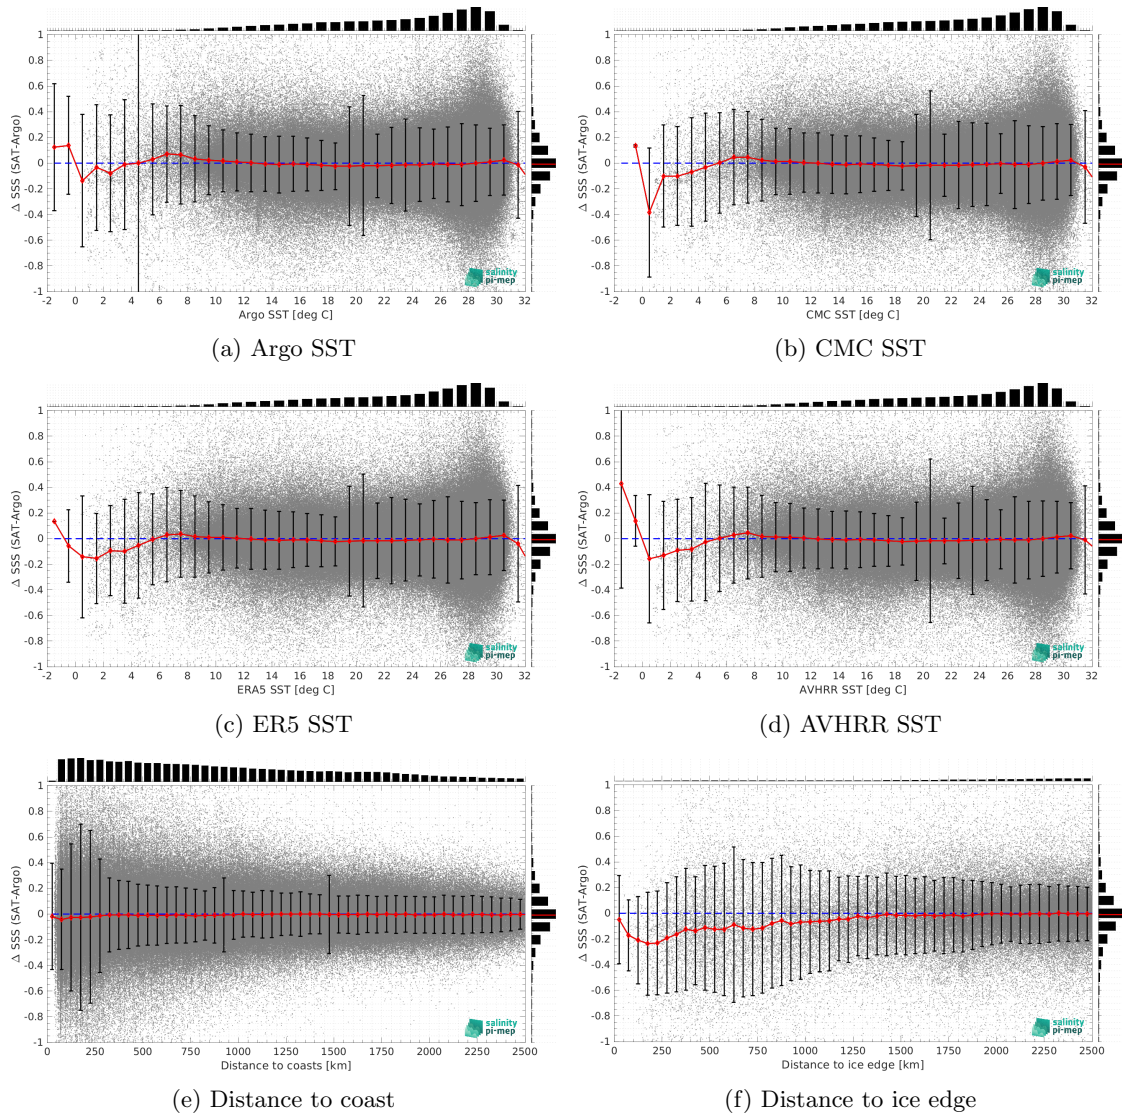 1
0.8
0.6
0.4
0.2
0
-0.2
-0.4
-0.6
-0.8
-1
Δ SSS (SAT-Argo)
-2 0 2 4 6 8 10 12 14 16 18 20 22 24 26 28 30 32
Argo SST [deg C]
salinity
pi-mep
(a) Argo SST
1
0.8
0.6
0.4
0.2
0
-0.2
-0.4
-0.6
-0.8
-1
Δ SSS (SAT-Argo)
-2 0 2 4 6 8 10 12 14 16 18 20 22 24 26 28 30 32
CMC SST [deg C]
salinity
pi-mep
(b) CMC SST
1
0.8
0.6
0.4
0.2
0
-0.2
-0.4
-0.6
-0.8
-1
Δ SSS (SAT-Argo)
-2 0 2 4 6 8 10 12 14 16 18 20 22 24 26 28 30 32
ERA5 SST [deg C]
salinity
pi-mep
(c) ER5 SST
1
0.8
0.6
0.4
0.2
0
-0.2
-0.4
-0.6
-0.8
-1
Δ SSS (SAT-Argo)
-2 0 2 4 6 8 10 12 14 16 18 20 22 24 26 28 30 32
AVHRR SST [deg C]
salinity
pi-mep
(d) AVHRR SST
1
0.8
0.6
0.4
0.2
0
-0.2
-0.4
-0.6
-0.8
-1
Δ SSS (SAT-Argo)
0 250 500 750 1000 1250 1500 1750 2000 2250 2500
Distance to coasts [km]
salinity
pi-mep
(e) Distance to coast
1
0.8
0.6
0.4
0.2
0
-0.2
-0.4
-0.6
-0.8
-1
Δ SSS (SAT-Argo)
0 250 500 750 1000 1250 1500 1750 2000 2250 2500
Distance to ice edge [km]
salinity
pi-mep
(f) Distance to ice edge